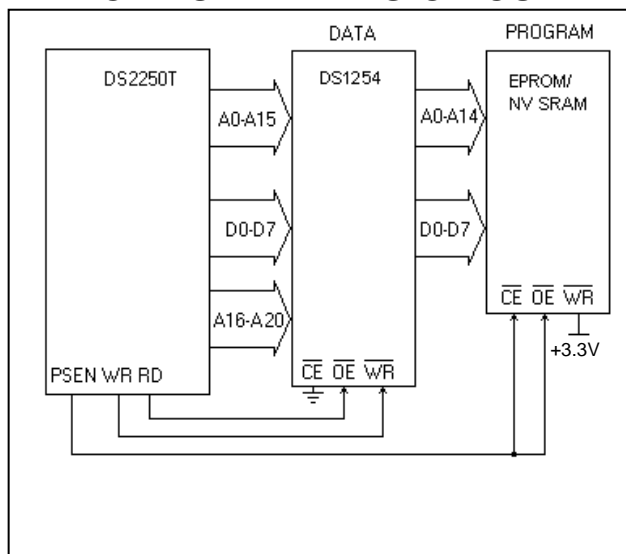 DATA
PROGRAM
DS2250T
DS1254
EPROM/
NV SRAM
A0-A15
A0-A14
D0-D7
D0-D7
A16-A20
CE OE WR
+3.3V
PSEN WR RD
CE OE WR